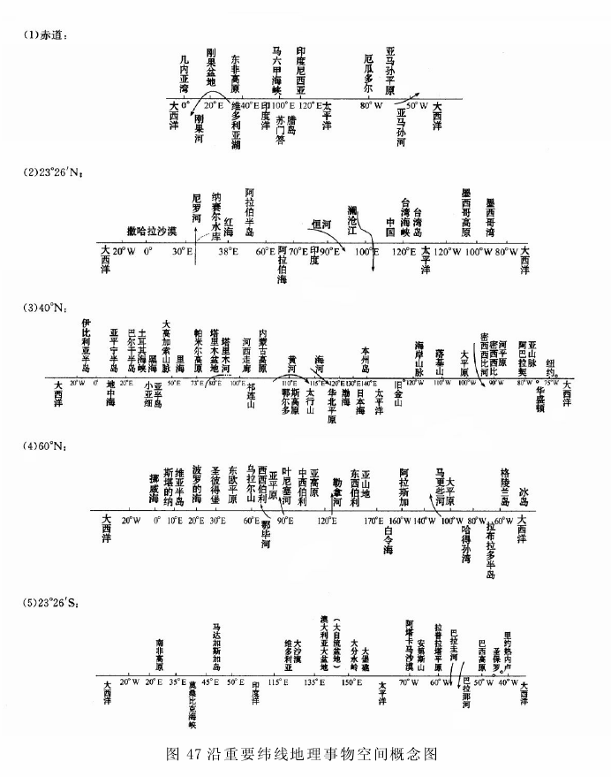 (1)赤道：
几内亚湾 刚果盆地 东非高原 马六甲海峡 印度尼西亚 厄瓜多尔 亚马孙平原
大西洋 0° 20°E 40°E 100°E 120°E 80°W 50°W 大西洋
刚果河 维多利亚湖 印度洋 苏门答腊岛 太平洋 亚马孙河
(2)23°26′N：
撒哈拉沙漠 尼罗河 纳赛尔水库 红海 阿拉伯半岛 恒河 澜沧江 中国 台湾海峡 台湾岛 墨西哥高原 墨西哥湾
大西洋 20°W 0° 30°E 38°E 60°E 阿拉伯海 70°E 印度 90°E 100°E 120°E 太平洋 120°W 100°W 80°W 大西洋
(3)40°N：
伊比利亚半岛 亚平宁半岛 巴尔干半岛 土耳其海峡 黑海 大高加索山脉 里海 帕米尔高原 塔里木盆地 塔里木河 河西走廊 内蒙古高原 黄河 海河 本州岛 海岸山脉 落基山 大平原 密西西比河 密西西比河平原 阿巴拉契亚山脉 纽约
20°W 0° 20°E 50°E 73°E 80°E 100°E 110°E 115°E 120°E 130°E 140°E 120°W 100°W 90°W 80°W 75°W
大西洋 地中海 小亚细亚半岛 祁连山 鄂尔多斯高原 太行山 华北平原 渤海 日本海 太平洋 旧金山 华盛顿 大西洋
(4)60°N：
挪威海 斯堪的纳维亚半岛 波罗的海 圣彼得堡 东欧平原 乌拉尔山 西西伯利亚平原 叶尼塞河 中西伯利亚高原 勒拿河 东西伯利亚山地 阿拉斯加 马更些河 大平原 格陵兰岛 冰岛
大西洋 20°W 0° 10°E 20°E 30°E 60°E 90°E 120°E 170°E 160°W 140°W 100°W 80°W 60°W 大西洋
鄂毕河 白令海 哈得孙湾 拉布拉多半岛
(5)23°26′S：
南非高原 马达加斯加岛 维多利亚大沙漠 澳大利亚大盆地(大自流盆地) 大分水岭 大堡礁 阿塔卡马沙漠 安第斯山 拉普拉塔平原 巴拉圭河 巴西高原 圣保罗 里约热内卢
大西洋 20°W 20°E 35°E 45°E 50°E 印度洋 115°E 135°E 150°E 太平洋 70°W 60°W 50°W 40°W 大西洋
莫桑比克海峡 巴拉那河
图 47 沿重要纬线地理事物空间概念图